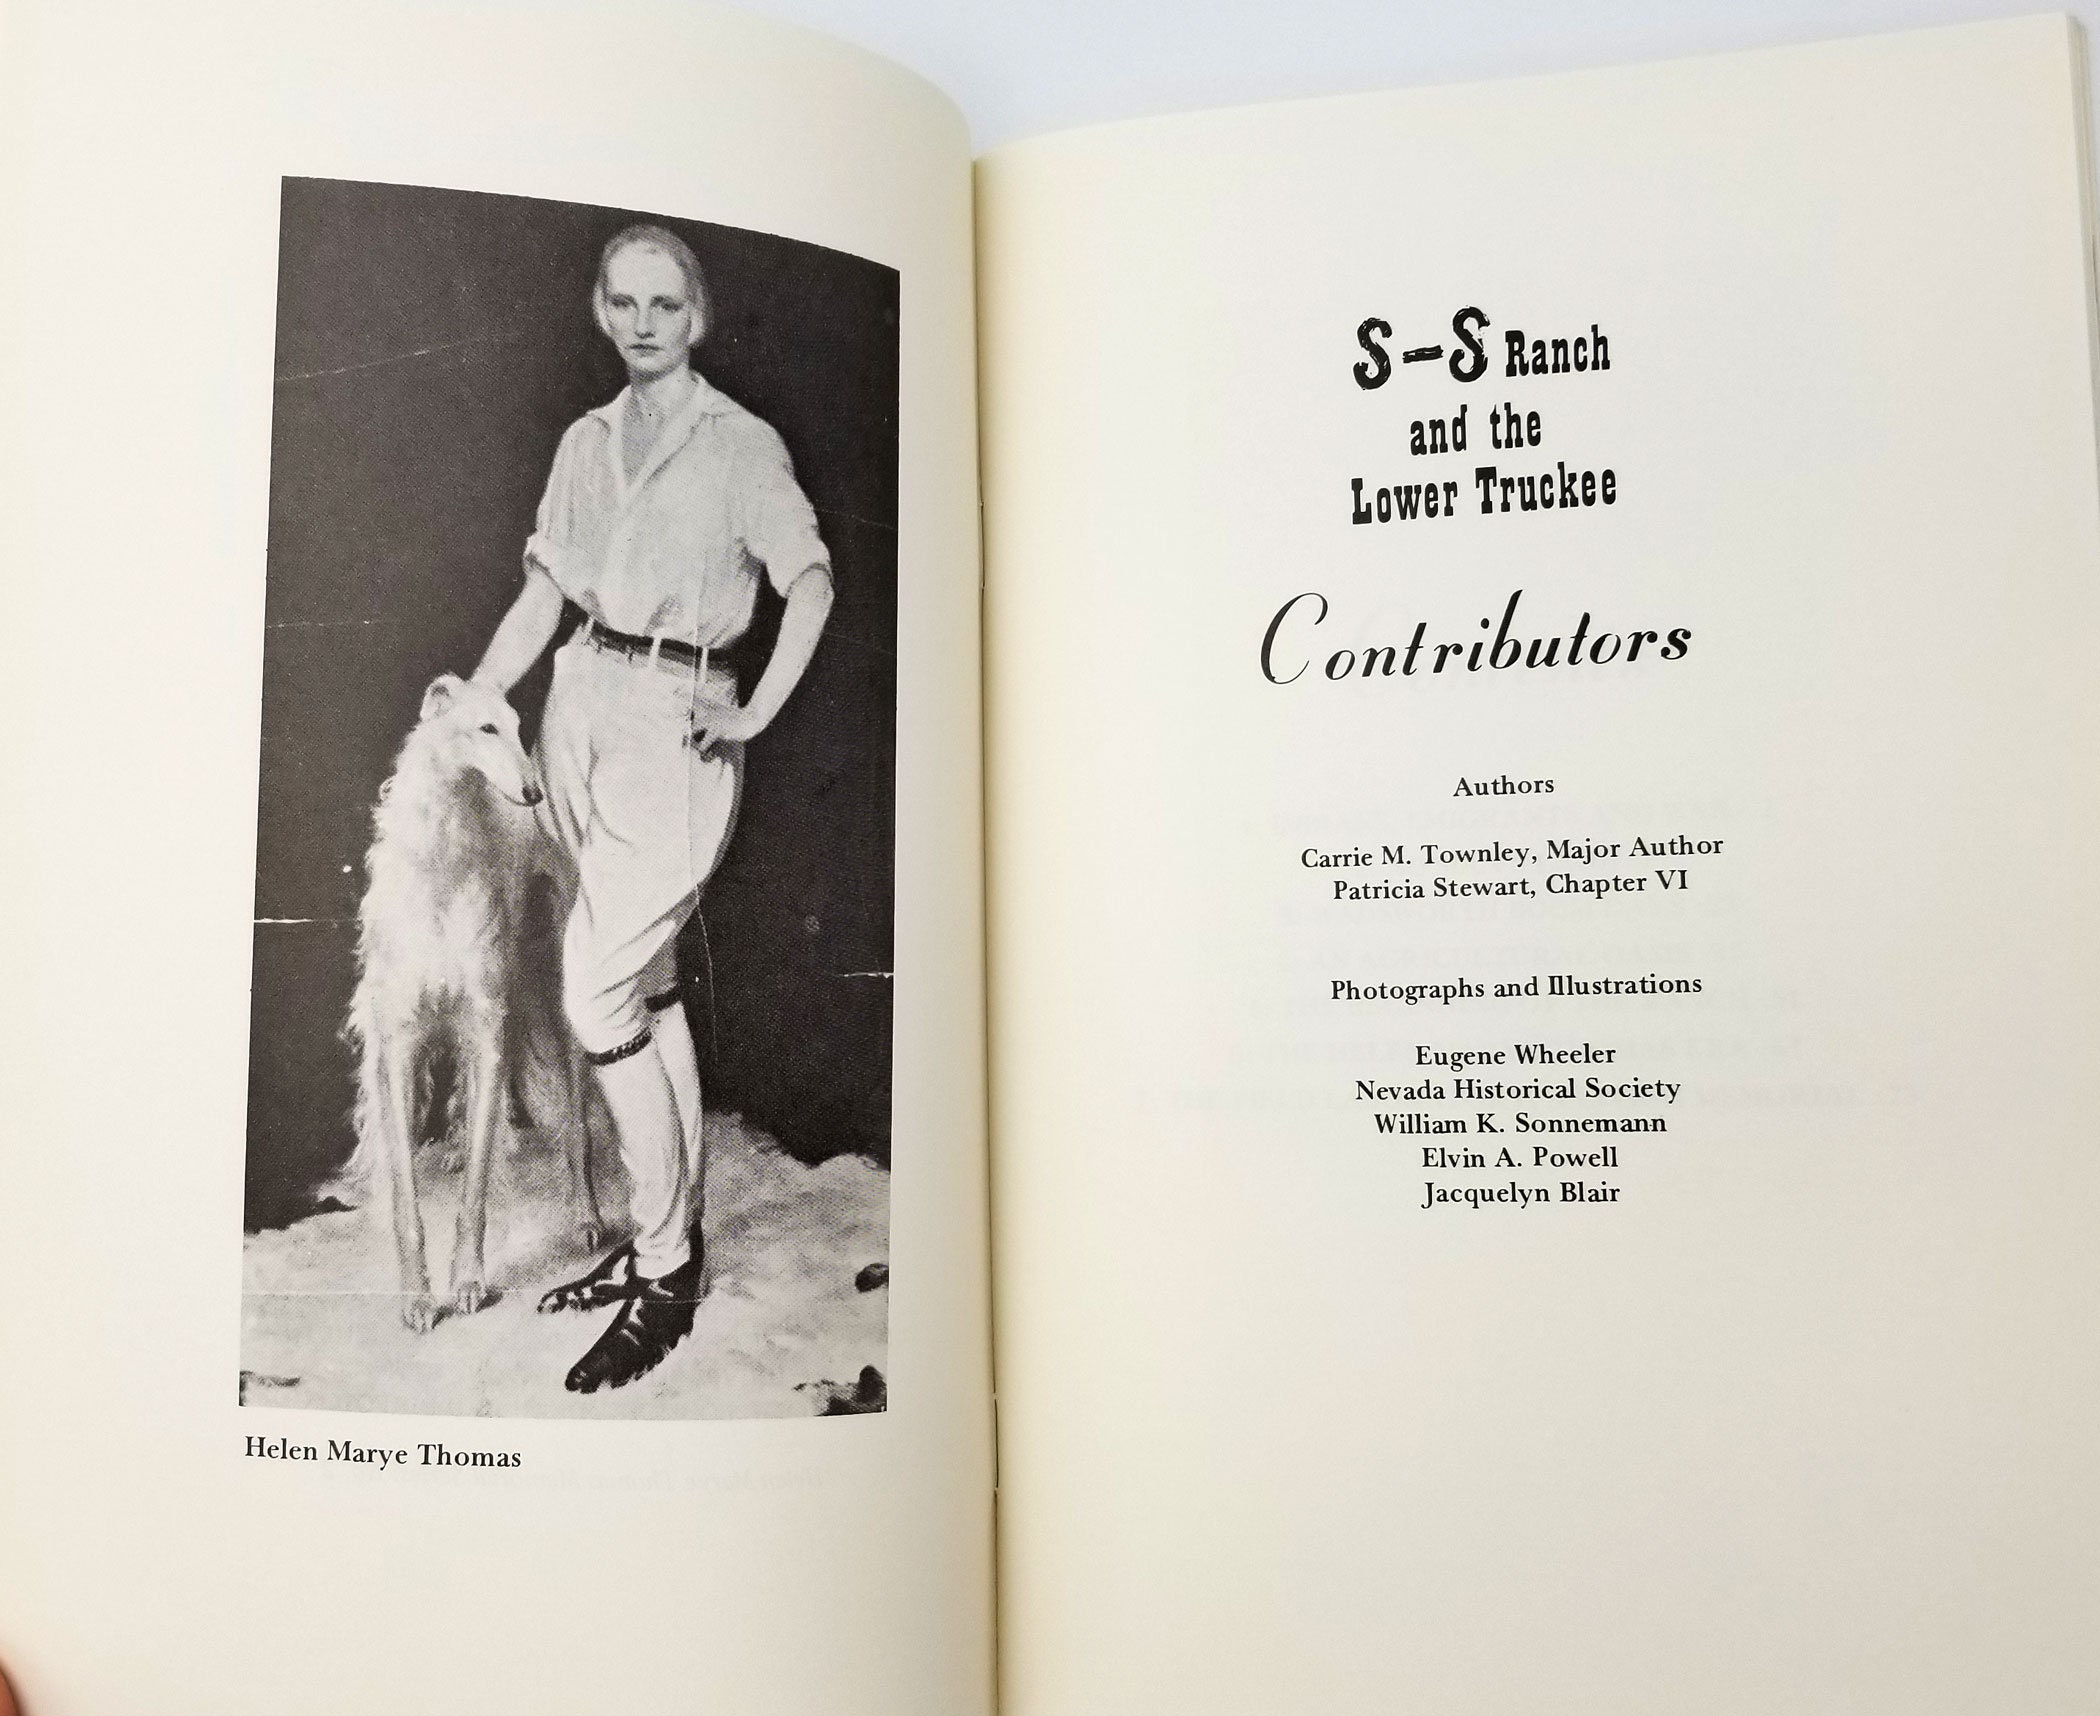 Helen Marye Thomas
S-S Ranch
and the
Lower Truckee
Contributors
Authors
Carrie M. Townley, Major Author
Patricia Stewart, Chapter VI
Photographs and Illustrations
Eugene Wheeler
Nevada Historical Society
William K. Sonnemann
Elvin A. Powell
Jacquelyn Blair